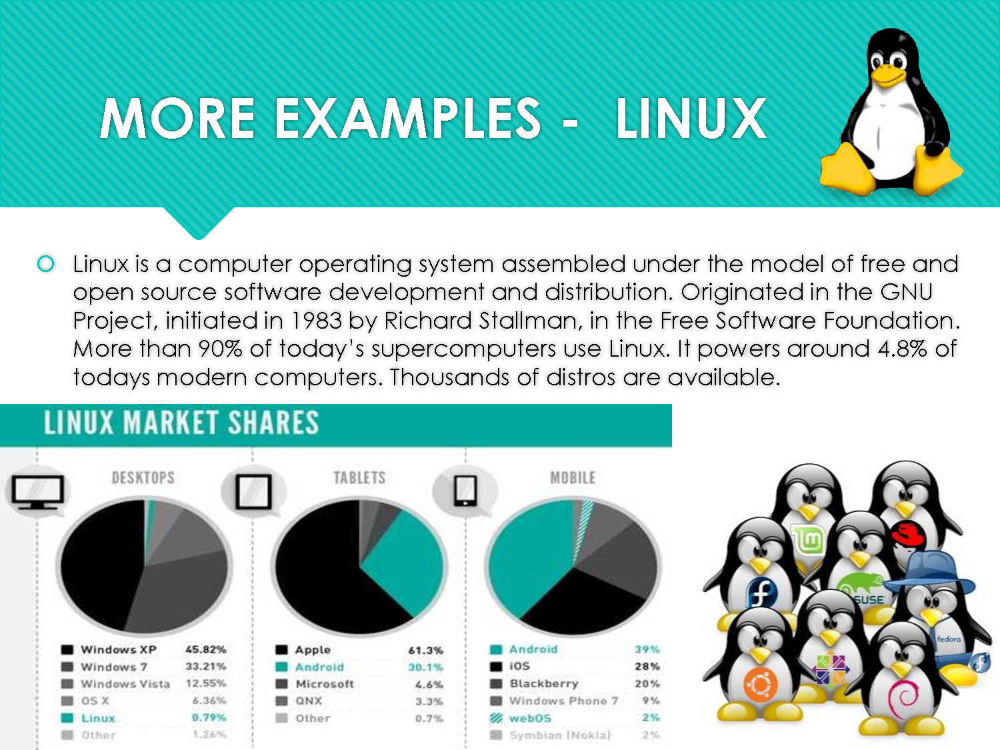 MORE EXAMPLES - LINUX
Linux is a computer operating system assembled under the model of free and
open source software development and distribution. Originated in the GNU
Project, initiated in 1983 by Richard Stallman, in the Free Software Foundation.
More than 90% of today's supercomputers use Linux. It powers around 4.8% of
todays modern computers. Thousands of distros are available.
LINUX MARKET SHARES
DESKTOPS
Windows XP 45.82%
Windows 7 33.21%
Windows Vista 12.55%
OS X 6.36%
Linux 0.79%
Other 1.26%
TABLETS
Apple 61.3%
Android 30.1%
Microsoft 4.6%
QNX 3.3%
Other 0.7%
MOBILE
Android 39%
iOS 28%
Blackberry 20%
Windows Phone 7 9%
webOS 2%
Symbian (Nokia) 2%
SUSE
fedora